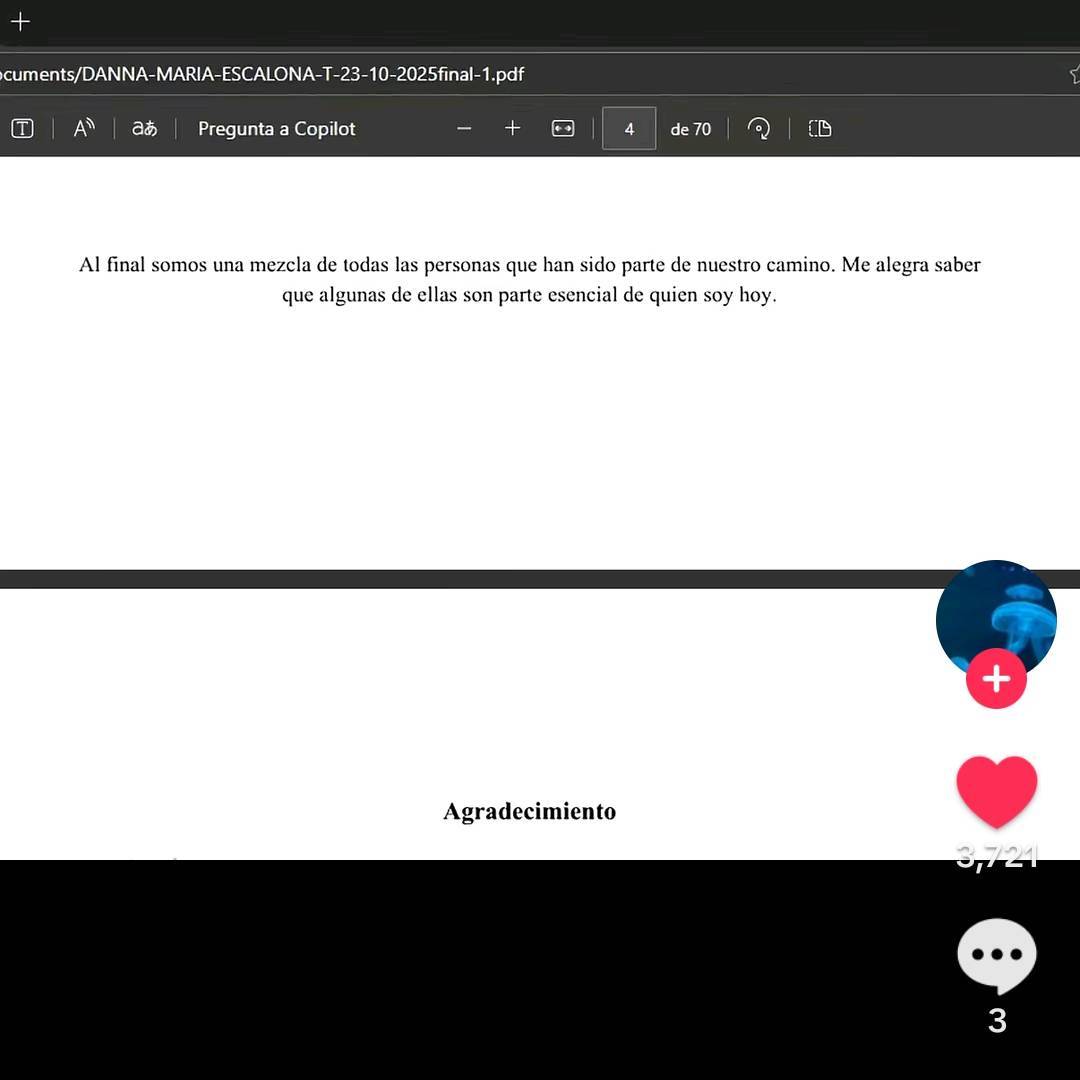 ocuments/DANNA-MARIA-ESCALONA-T-23-10-2025final-1.pdf
Pregunta a Copilot
4 de 70
Al final somos una mezcla de todas las personas que han sido parte de nuestro camino. Me alegra saber
que algunas de ellas son parte esencial de quien soy hoy.
Agradecimiento
3,721
3